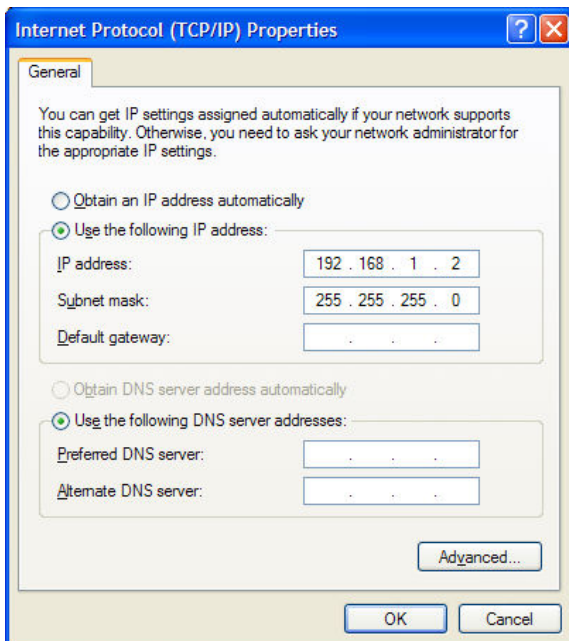 Internet Protocol (TCP/IP) Properties
General
You can get IP settings assigned automatically if your network supports
this capability. Otherwise, you need to ask your network administrator for
the appropriate IP settings.
Obtain an IP address automatically
Use the following IP address:
IP address: 192 . 168 . 1 . 2
Subnet mask: 255 . 255 . 255 . 0
Default gateway: . . .
Obtain DNS server address automatically
Use the following DNS server addresses:
Preferred DNS server: . . .
Alternate DNS server: . . .
Advanced...
OK Cancel